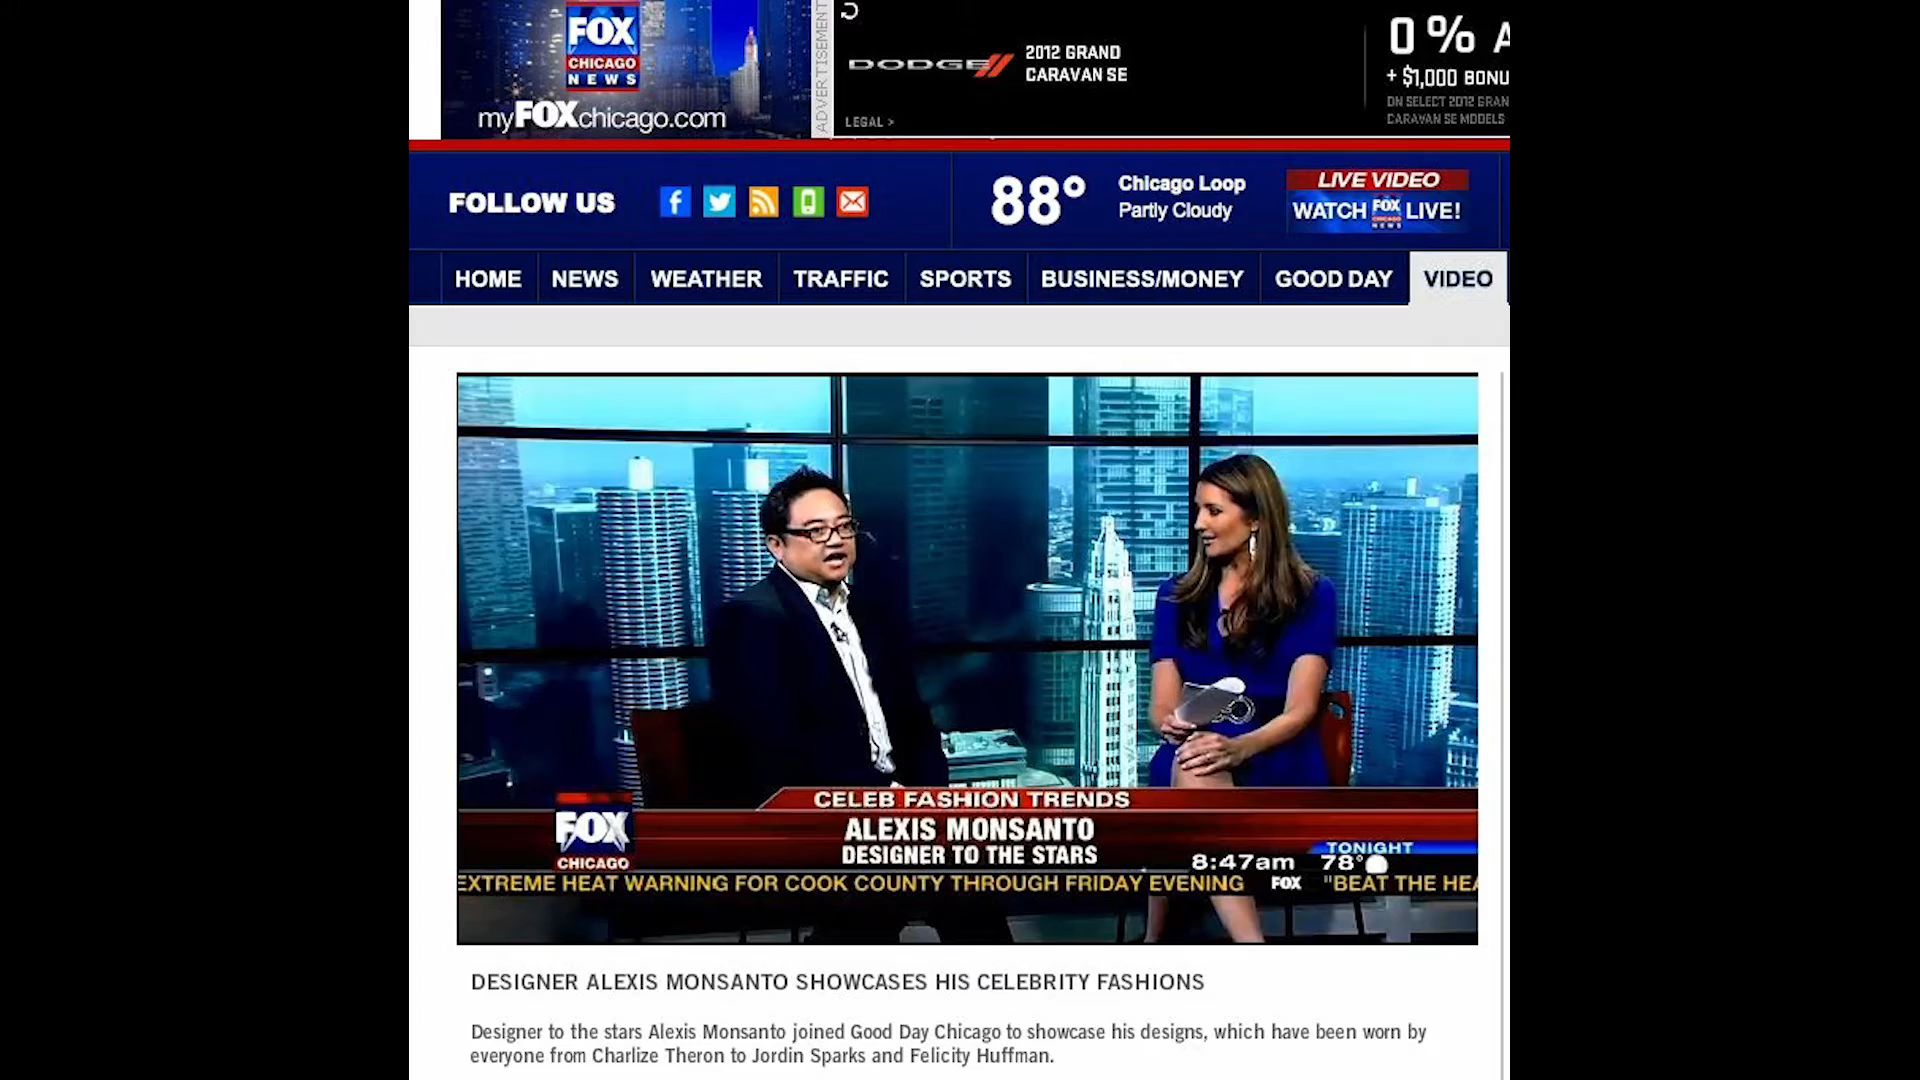 FOX
CHICAGO
NEWS
myFOXchicago.com
ADVERTISEMENT
DODGE
2012 GRAND
CARAVAN SE
LEGAL >
0% A
+ $1,000 BONU
ON SELECT 2012 GRAN
CARAVAN SE MODELS
FOLLOW US
88°
Chicago Loop
Partly Cloudy
LIVE VIDEO
WATCH FOX CHICAGO NEWS LIVE!
HOME NEWS WEATHER TRAFFIC SPORTS BUSINESS/MONEY GOOD DAY VIDEO
CELEB FASHION TRENDS
ALEXIS MONSANTO
DESIGNER TO THE STARS
FOX
CHICAGO
TONIGHT
8:47am 78°
EXTREME HEAT WARNING FOR COOK COUNTY THROUGH FRIDAY EVENING FOX "BEAT THE HEA
DESIGNER ALEXIS MONSANTO SHOWCASES HIS CELEBRITY FASHIONS
Designer to the stars Alexis Monsanto joined Good Day Chicago to showcase his designs, which have been worn by
everyone from Charlize Theron to Jordin Sparks and Felicity Huffman.